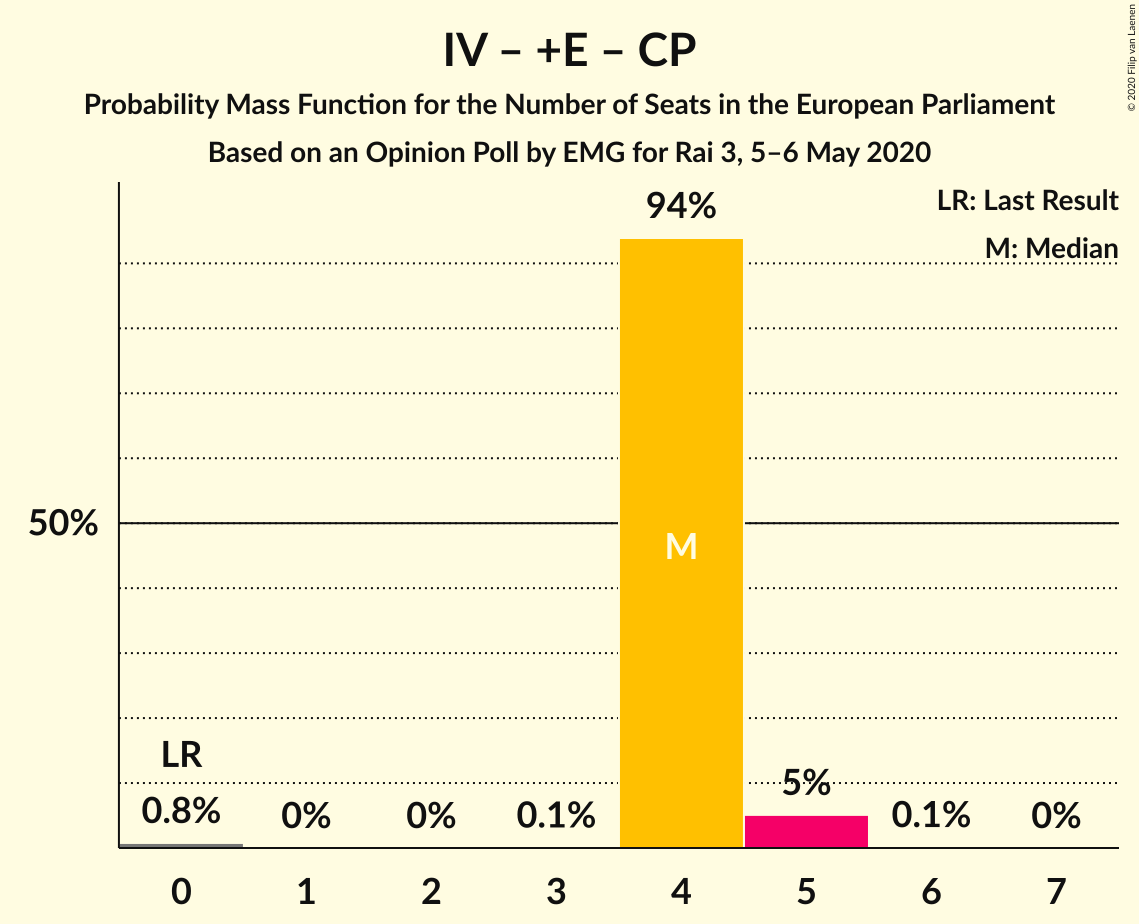 IV – +E – CP
Probability Mass Function for the Number of Seats in the European Parliament
Based on an Opinion Poll by EMG for Rai 3, 5–6 May 2020
© 2020 Filip van Laenen
LR: Last Result
M: Median
94%
50%
M
LR
0.8%
0%
0%
0.1%
5%
0.1%
0%
0 1 2 3 4 5 6 7